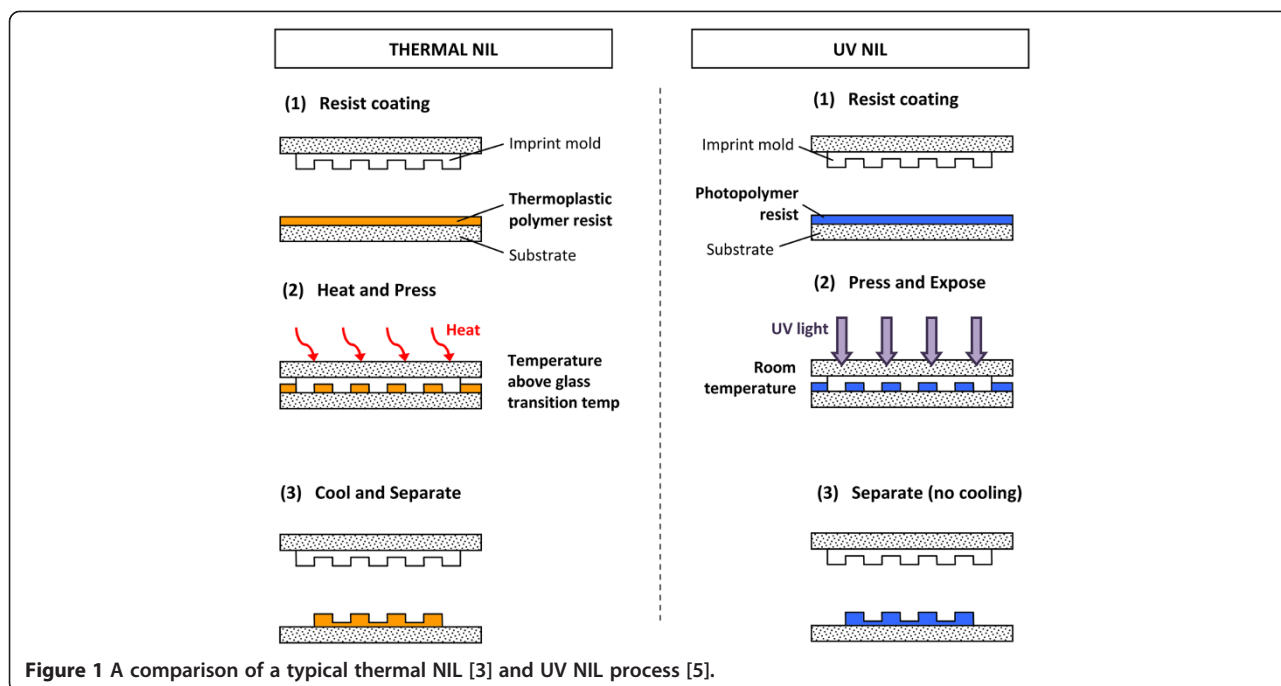 THERMAL NIL
(1) Resist coating
Imprint mold
Thermoplastic
polymer resist
Substrate
(2) Heat and Press
Heat
Temperature
above glass
transition temp
(3) Cool and Separate
UV NIL
(1) Resist coating
Imprint mold
Photopolymer
resist
Substrate
(2) Press and Expose
UV light
Room
temperature
(3) Separate (no cooling)
Figure 1 A comparison of a typical thermal NIL [3] and UV NIL process [5].